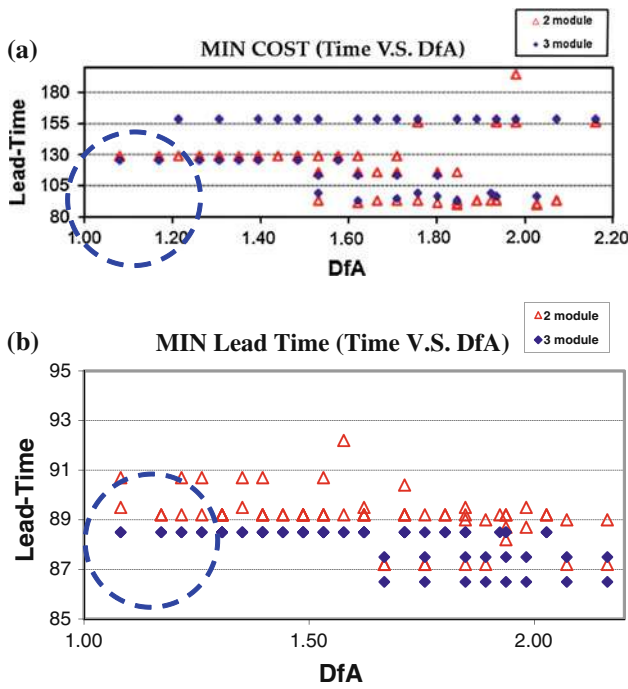 2 module
3 module
(a)
MIN COST (Time V.S. DfA)
Lead-Time
180
155
130
105
80
1.00
1.20
1.40
1.60
1.80
2.00
2.20
DfA
2 module
3 module
(b)
MIN Lead Time (Time V.S. DfA)
Lead-Time
95
93
91
89
87
85
1.00
1.50
2.00
DfA